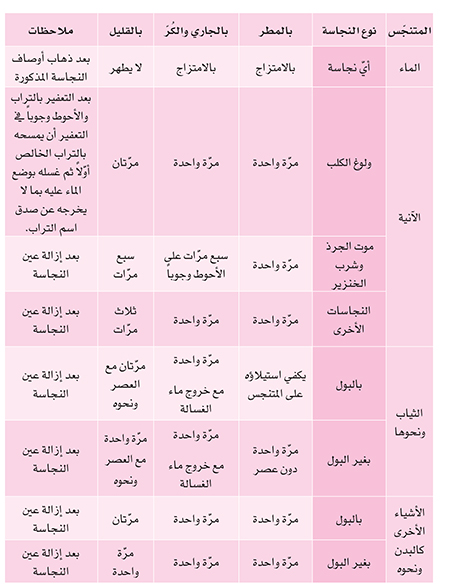 المتنجّس
نوع النجاسة
بالمطر
بالجاري والكُرّ
بالقليل
ملاحظات
الماء
أيّ نجاسة
بالامتزاج
بالامتزاج
لا يطهر
بعد ذهاب أوصاف
النجاسة المذكورة
الآنية
ولوغ الكلب
مرّة واحدة
مرّة واحدة
مرّتان
بعد التعفير بالتراب
والأحوط وجوباً في
التعفير أن يمسحه
بالتراب الخالص
أوّلاً ثم غسله بوضع
الماء عليه بما لا
يخرجه عن صدق
اسم التراب.
موت الجرذ
وشرب
الخنزير
مرّة واحدة
سبع مرّات على
الأحوط وجوباً
سبع
مرّات
بعد إزالة عين
النجاسة
النجاسات
الأخرى
مرّة واحدة
مرّة واحدة
ثلاث
مرّات
بعد إزالة عين
النجاسة
الثياب
ونحوها
بالبول
يكفي استيلاؤه
على المتنجس
مرّة واحدة
مع خروج ماء
الغسالة
مرّتان مع
العصر
ونحوه
بعد إزالة عين
النجاسة
بغير البول
مرّة واحدة
دون عصر
مرّة واحدة
مع خروج ماء
الغسالة
مرّة واحدة
مع العصر
ونحوه
بعد إزالة عين
النجاسة
الأشياء
الأخرى
كالبدن
ونحوه
بالبول
مرّة واحدة
مرّة واحدة
مرّتان
بعد إزالة عين
النجاسة
بغير البول
مرّة واحدة
مرّة واحدة
مرّة
واحدة
بعد إزالة عين
النجاسة